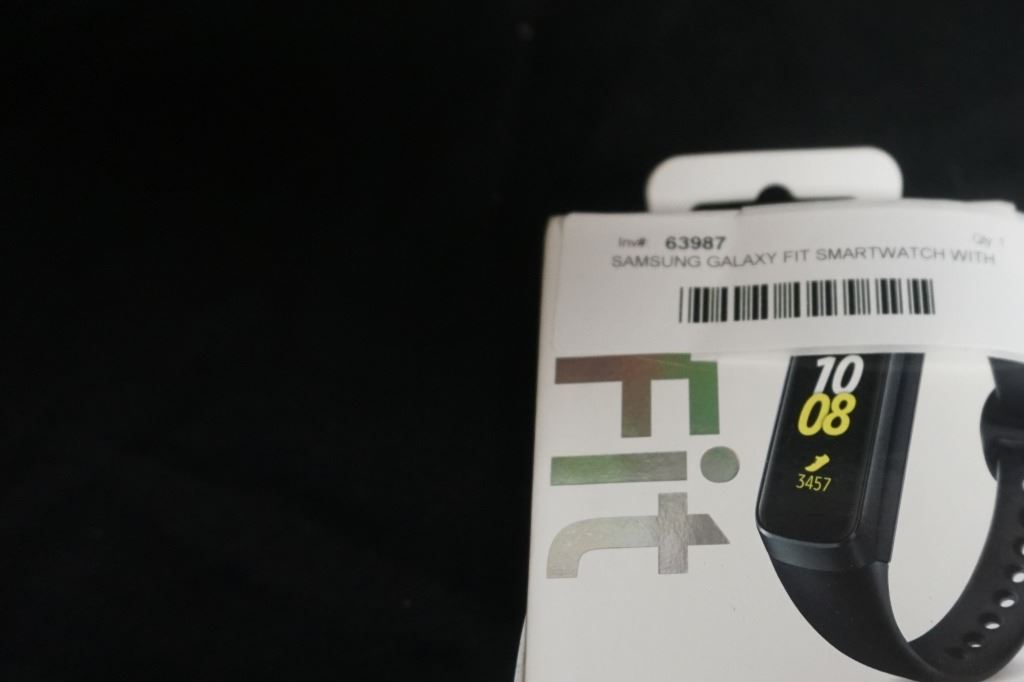 Inv# 63987 Qty 1
SAMSUNG GALAXY FIT SMARTWATCH WITH
Fit
10
08
3457